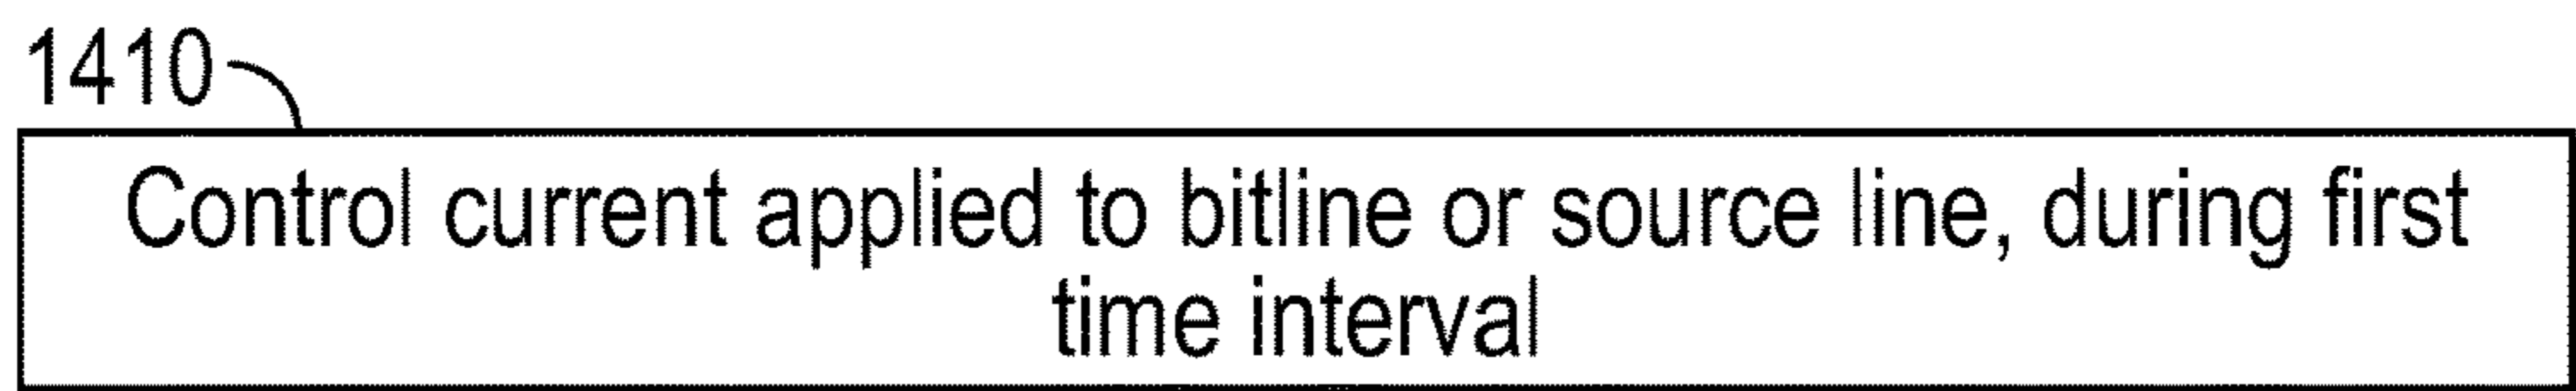 1410
Control current applied to bitline or source line, during first
time interval